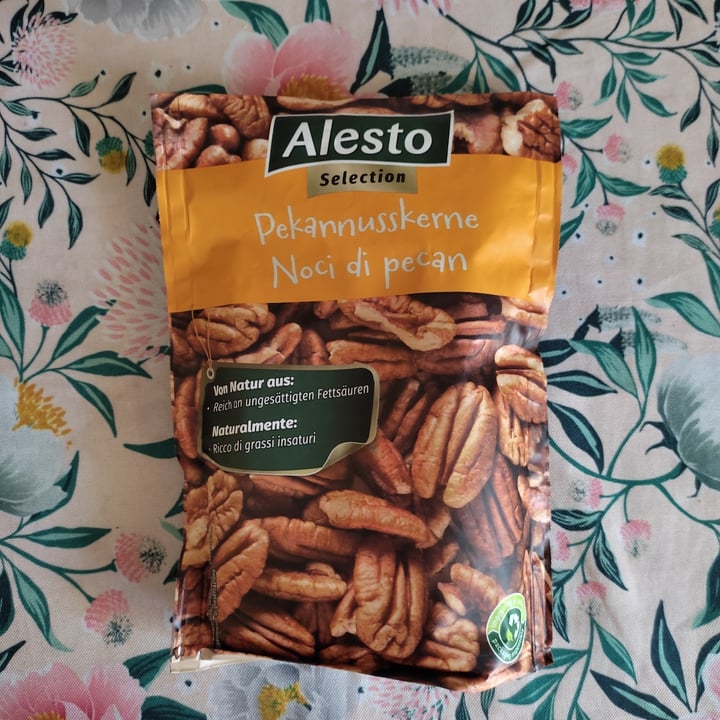 Alesto
Selection
Pekannusskerne
Noci di pecan
Von Natur aus:
· Reich an ungesättigten Fettsäuren
Naturalmente:
· Ricco di grassi insaturi